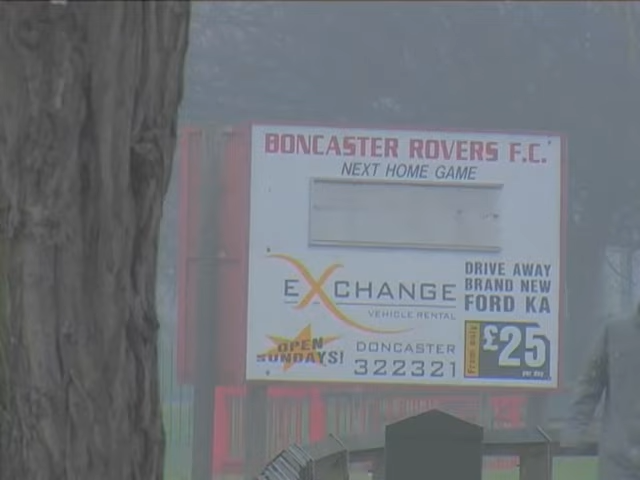 BONCASTER ROVERS F.C.
NEXT HOME GAME
EXCHANGE
VEHICLE RENTAL
DRIVE AWAY
BRAND NEW
FORD KA
From only
£25
per day
OPEN
SUNDAYS!
DONCASTER
322321